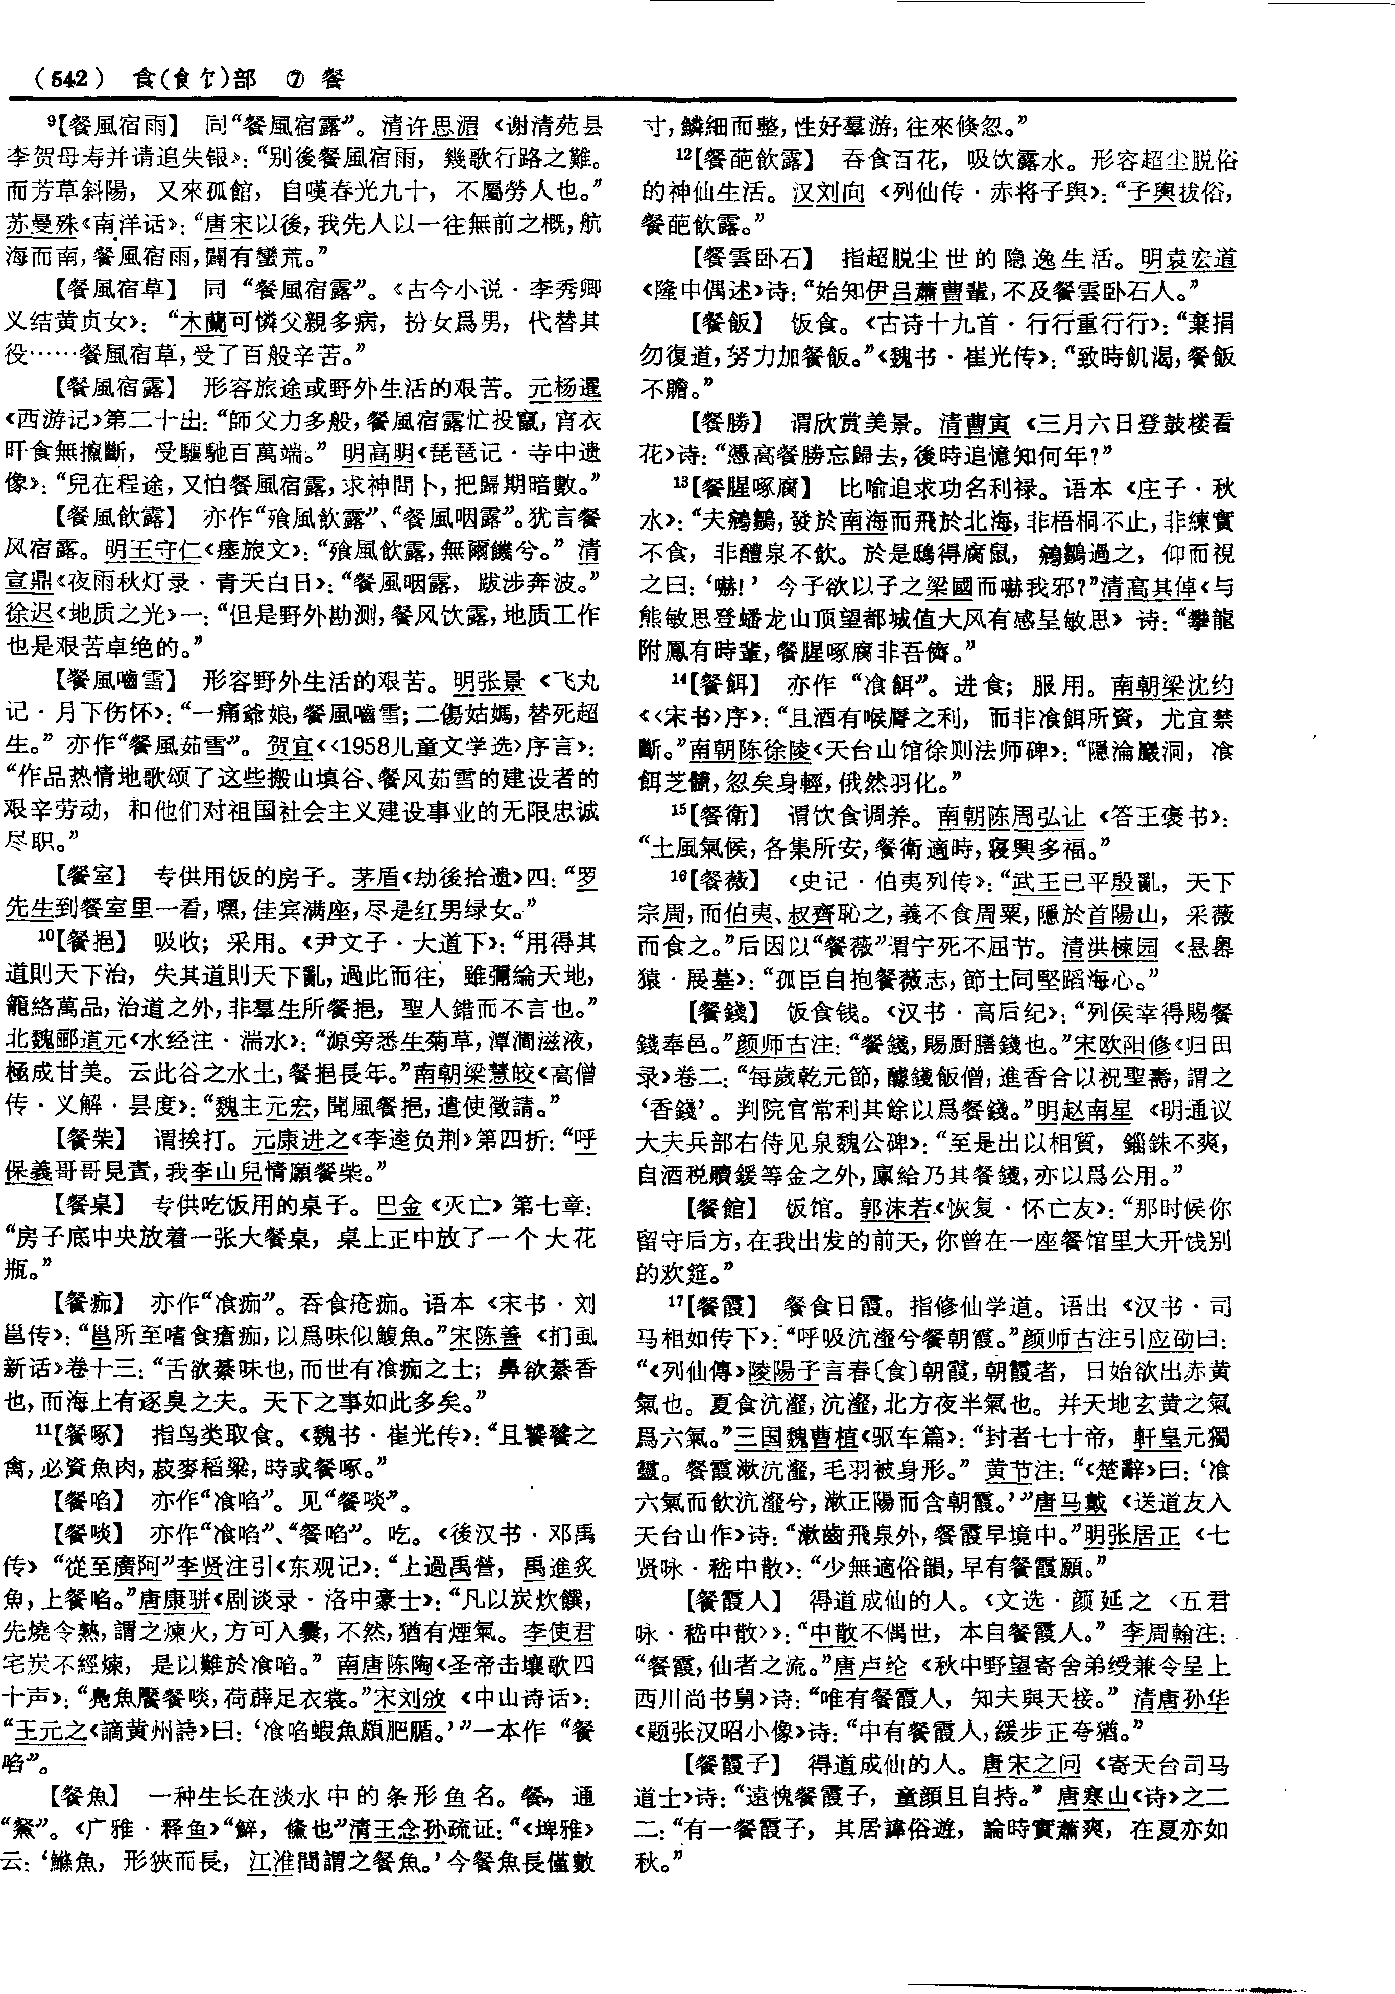 （542） 食（飠饣）部 ⑦ 餐
⁹【餐風宿雨】 同“餐風宿露”。清许思湄《谢清苑县
李贺母寿并请追失银》：“别後餐風宿雨，幾歌行路之難。
而芳草斜陽，又來孤館，自嘆春光九十，不屬勞人也。”
苏曼殊《南洋话》：“唐宋以後，我先人以一往無前之概，航
海而南，餐風宿雨，闢有蠻荒。”
【餐風宿草】 同“餐風宿露”。《古今小说·李秀卿
义结黄贞女》：“木蘭可憐父親多病，扮女爲男，代替其
役……餐風宿草，受了百般辛苦。”
【餐風宿露】 形容旅途或野外生活的艰苦。元杨暹
《西游记》第二十出：“師父力多般，餐風宿露忙投竄，宵衣
旰食無攛斷，受驅馳百萬端。”明高明《琵琶记·寺中遗
像》：“兒在程途，又怕餐風宿露，求神問卜，把歸期暗數。”
【餐風飲露】 亦作“飱風飲露”、“餐風咽露”。犹言餐
风宿露。明王守仁《瘗旅文》：“飱風飲露，無爾饑兮。”清
宣鼎《夜雨秋灯录·青天白日》：“餐風咽露，跋涉奔波。”
徐迟《地质之光》一：“但是野外勘测，餐风饮露，地质工作
也是艰苦卓绝的。”
【餐風嚙雪】 形容野外生活的艰苦。明张景《飞丸
记·月下伤怀》：“一痛爺娘，餐風嚙雪；二傷姑媽，替死超
生。”亦作“餐風茹雪”。贺宜《〈1958儿童文学选〉序言》：
“作品热情地歌颂了这些搬山填谷、餐风茹雪的建设者的
艰辛劳动，和他们对祖国社会主义建设事业的无限忠诚
尽职。”
【餐室】 专供用饭的房子。茅盾《劫後拾遗》四：“罗
先生到餐室里一看，嘿，佳宾满座，尽是红男绿女。”
¹⁰【餐挹】 吸收；采用。《尹文子·大道下》：“用得其
道則天下治，失其道則天下亂，過此而往，雖彌綸天地，
籠絡萬品，治道之外，非羣生所餐挹，聖人錯而不言也。”
北魏郦道元《水经注·湍水》：“源旁悉生菊草，潭澗滋液，
極成甘美。云此谷之水土，餐挹長年。”南朝梁慧皎《高僧
传·义解·昙度》：“魏主元宏，聞風餐挹，遣使徵請。”
【餐柴】 谓挨打。元康进之《李逵负荆》第四折：“呼
保義哥哥見責，我李山兒情願餐柴。”
【餐桌】 专供吃饭用的桌子。巴金《灭亡》第七章：
“房子底中央放着一张大餐桌，桌上正中放了一个大花
瓶。”
【餐痂】 亦作“飡痂”。吞食疮痂。语本《宋书·刘
邕传》：“邕所至嗜食瘡痂，以爲味似鰒魚。”宋陈善《扪虱
新话》卷十三：“舌欲綦味也，而世有飡痂之士；鼻欲綦香
也，而海上有逐臭之夫。天下之事如此多矣。”
¹¹【餐啄】 指鸟类取食。《魏书·崔光传》：“且饕餮之
禽，必資魚肉，菽麥稻粱，時或餐啄。”
【餐啗】 亦作“飡啗”。见“餐啖”。
【餐啖】 亦作“飡啗”、“餐啗”。吃。《後汉书·邓禹
传》“從至廣阿”李贤注引《东观记》：“上過禹營，禹進炙
魚，上餐啗。”唐康骈《剧谈录·洛中豪士》：“凡以炭炊饌，
先燒令熟，謂之煉火，方可入爨，不然，猶有煙氣。李使君
宅炭不經煉，是以難於飡啗。”南唐陈陶《圣帝击壤歌四
十声》：“鳧魚饜餐啖，荷薜足衣裳。”宋刘攽《中山诗话》：
“王元之《謫黄州詩》曰：‘飡啗蝦魚頗肥腯。’”一本作“餐
啗”。
【餐魚】 一种生长在淡水中的条形鱼名。餐，通
“䱗”。《广雅·释鱼》“鮮，鯈也”清王念孙疏证：“《埤雅》
云：‘鰷魚，形狹而長，江淮間謂之餐魚。’今餐魚長僅數
寸，鱗細而整，性好羣游，往來倏忽。”
¹²【餐葩飲露】 吞食百花，吸饮露水。形容超尘脱俗
的神仙生活。汉刘向《列仙传·赤将子舆》：“子輿拔俗，
餐葩飲露。”
【餐雲卧石】 指超脱尘世的隐逸生活。明袁宏道
《隆中偶述》诗：“始知伊吕蕭曹輩，不及餐雲卧石人。”
【餐飯】 饭食。《古诗十九首·行行重行行》：“棄捐
勿復道，努力加餐飯。”《魏书·崔光传》：“致時飢渴，餐飯
不贍。”
【餐勝】 谓欣赏美景。清曹寅《三月六日登鼓楼看
花》诗：“憑高餐勝忘歸去，後時追憶知何年？”
¹³【餐腥啄腐】 比喻追求功名利禄。语本《庄子·秋
水》：“夫鵷鶵，發於南海而飛於北海，非梧桐不止，非練實
不食，非醴泉不飲。於是鴟得腐鼠，鵷鶵過之，仰而視
之曰：‘嚇！’今子欲以子之梁國而嚇我邪？”清高其倬《与
熊敏思登蟠龙山顶望都城值大风有感呈敏思》诗：“攀龍
附鳳有時輩，餐腥啄腐非吾儕。”
¹⁴【餐餌】 亦作“飡餌”。进食；服用。南朝梁沈约
《〈宋书〉序》：“且酒有喉脣之利，而非飡餌所資，尤宜禁
斷。”南朝陈徐陵《天台山馆徐则法师碑》：“隱淪巖洞，飡
餌芝髓，忽矣身輕，俄然羽化。”
¹⁵【餐衛】 谓饮食调养。南朝陈周弘让《答王褒书》：
“土風氣候，各集所安，餐衛適時，寢興多福。”
¹⁶【餐薇】 《史记·伯夷列传》：“武王已平殷亂，天下
宗周，而伯夷、叔齊恥之，義不食周粟，隱於首陽山，采薇
而食之。”后因以“餐薇”谓宁死不屈节。清洪楝园《悬嶴
猿·展墓》：“孤臣自抱餐薇志，節士同堅蹈海心。”
【餐錢】 饭食钱。《汉书·高后纪》：“列侯幸得賜餐
錢奉邑。”颜师古注：“餐錢，賜厨膳錢也。”宋欧阳修《归田
录》卷二：“每歲乾元節，醵錢飯僧，進香合以祝聖壽，謂之
‘香錢’。判院官常利其餘以爲餐錢。”明赵南星《明通议
大夫兵部右侍见泉魏公碑》：“至是出以相質，錙銖不爽，
自酒税贖鍰等金之外，廪給乃其餐錢，亦以爲公用。”
【餐館】 饭馆。郭沫若《恢复·怀亡友》：“那时候你
留守后方，在我出发的前天，你曾在一座餐馆里大开饯别
的欢筵。”
¹⁷【餐霞】 餐食日霞。指修仙学道。语出《汉书·司
马相如传下》：“呼吸沆瀣兮餐朝霞。”颜师古注引应劭曰：
“《列仙傳》陵陽子言春〔食〕朝霞，朝霞者，日始欲出赤黄
氣也。夏食沆瀣，沆瀣，北方夜半氣也。并天地玄黄之氣
爲六氣。”三国魏曹植《驱车篇》：“封者七十帝，軒皇元獨
靈。餐霞漱沆瀣，毛羽被身形。”黄节注：“《楚辭》曰：‘飡
六氣而飲沆瀣兮，漱正陽而含朝霞。’”唐马戴《送道友入
天台山作》诗：“漱齒飛泉外，餐霞早境中。”明张居正《七
贤咏·嵇中散》：“少無適俗韻，早有餐霞願。”
【餐霞人】 得道成仙的人。《文选·颜延之〈五君
咏·嵇中散〉》：“中散不偶世，本自餐霞人。”李周翰注：
“餐霞，仙者之流。”唐卢纶《秋中野望寄舍弟绶兼令呈上
西川尚书舅》诗：“唯有餐霞人，知夫與天接。”清唐孙华
《题张汉昭小像》诗：“中有餐霞人，緩步正夸猶。”
【餐霞子】 得道成仙的人。唐宋之问《寄天台司马
道士》诗：“遠愧餐霞子，童顔且自持。”唐寒山《诗》之二
二：“有一餐霞子，其居諱俗遊，論時實蕭爽，在夏亦如
秋。”